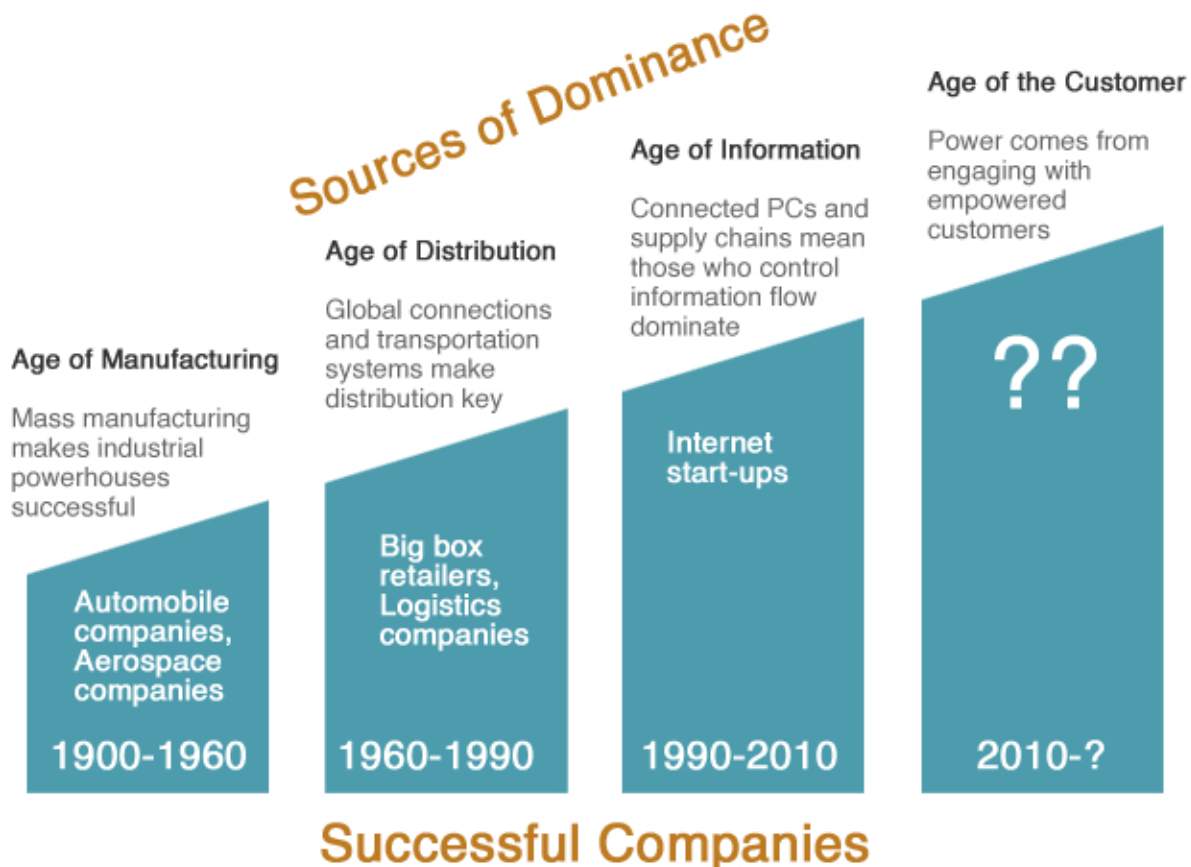 Sources of Dominance
Age of Manufacturing
Mass manufacturing
makes industrial
powerhouses
successful
Automobile
companies,
Aerospace
companies
1900-1960
Age of Distribution
Global connections
and transportation
systems make
distribution key
Big box
retailers,
Logistics
companies
1960-1990
Age of Information
Connected PCs and
supply chains mean
those who control
information flow
dominate
Internet
start-ups
1990-2010
Age of the Customer
Power comes from
engaging with
empowered
customers
??
2010-?
Successful Companies